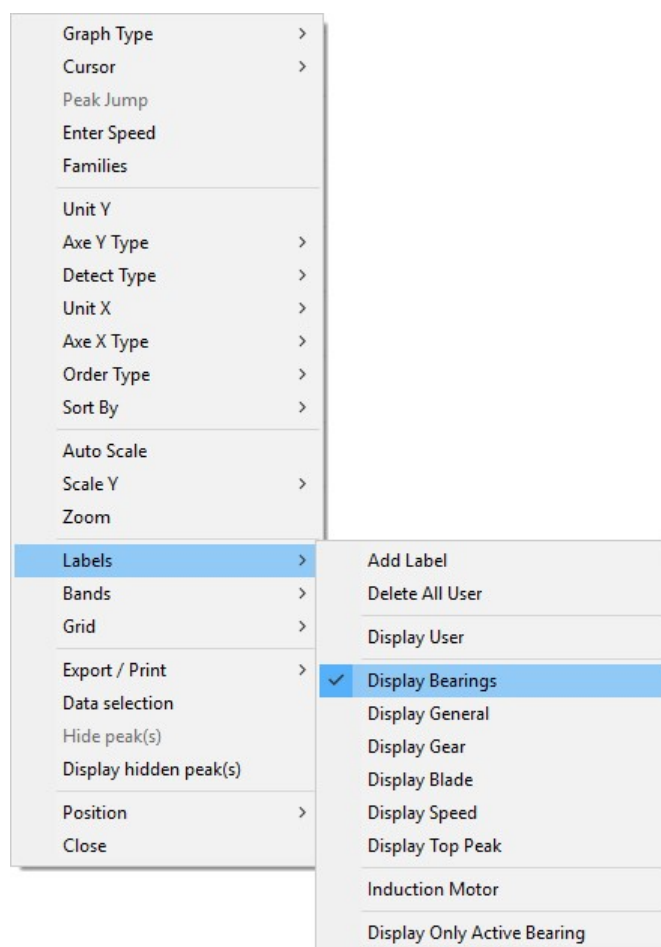 Graph Type
Cursor
Peak Jump
Enter Speed
Families
Unit Y
Axe Y Type
Detect Type
Unit X
Axe X Type
Order Type
Sort By
Auto Scale
Scale Y
Zoom
Labels
Bands
Grid
Export / Print
Data selection
Hide peak(s)
Display hidden peak(s)
Position
Close
Add Label
Delete All User
Display User
Display Bearings
Display General
Display Gear
Display Blade
Display Speed
Display Top Peak
Induction Motor
Display Only Active Bearing